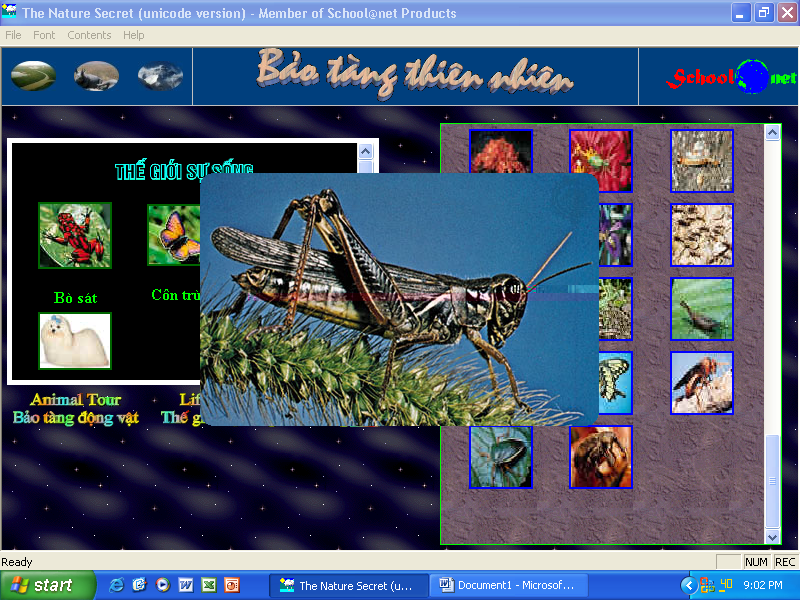 The Nature Secret (unicode version) - Member of School@net Products
File Font Contents Help
Bảo tàng thiên nhiên
School@net
THẾ GIỚI SỰ SỐNG
Bò sát
Côn trù
Animal Tour
Bảo tàng động vật
Lif
Thế g
Ready
NUM REC
start
The Nature Secret (u...
Document1 - Microsof...
9:02 PM